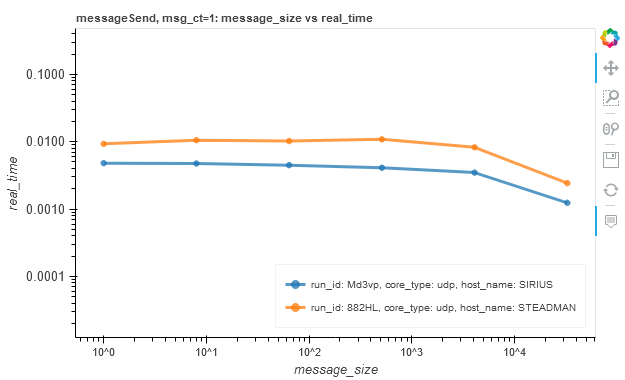 messageSend, msg_ct=1: message_size vs real_time
real_time
0.1000
0.0100
0.0010
0.0001
run_id: Md3vp, core_type: udp, host_name: SIRIUS
run_id: 882HL, core_type: udp, host_name: STEADMAN
10^0
10^1
10^2
10^3
10^4
message_size